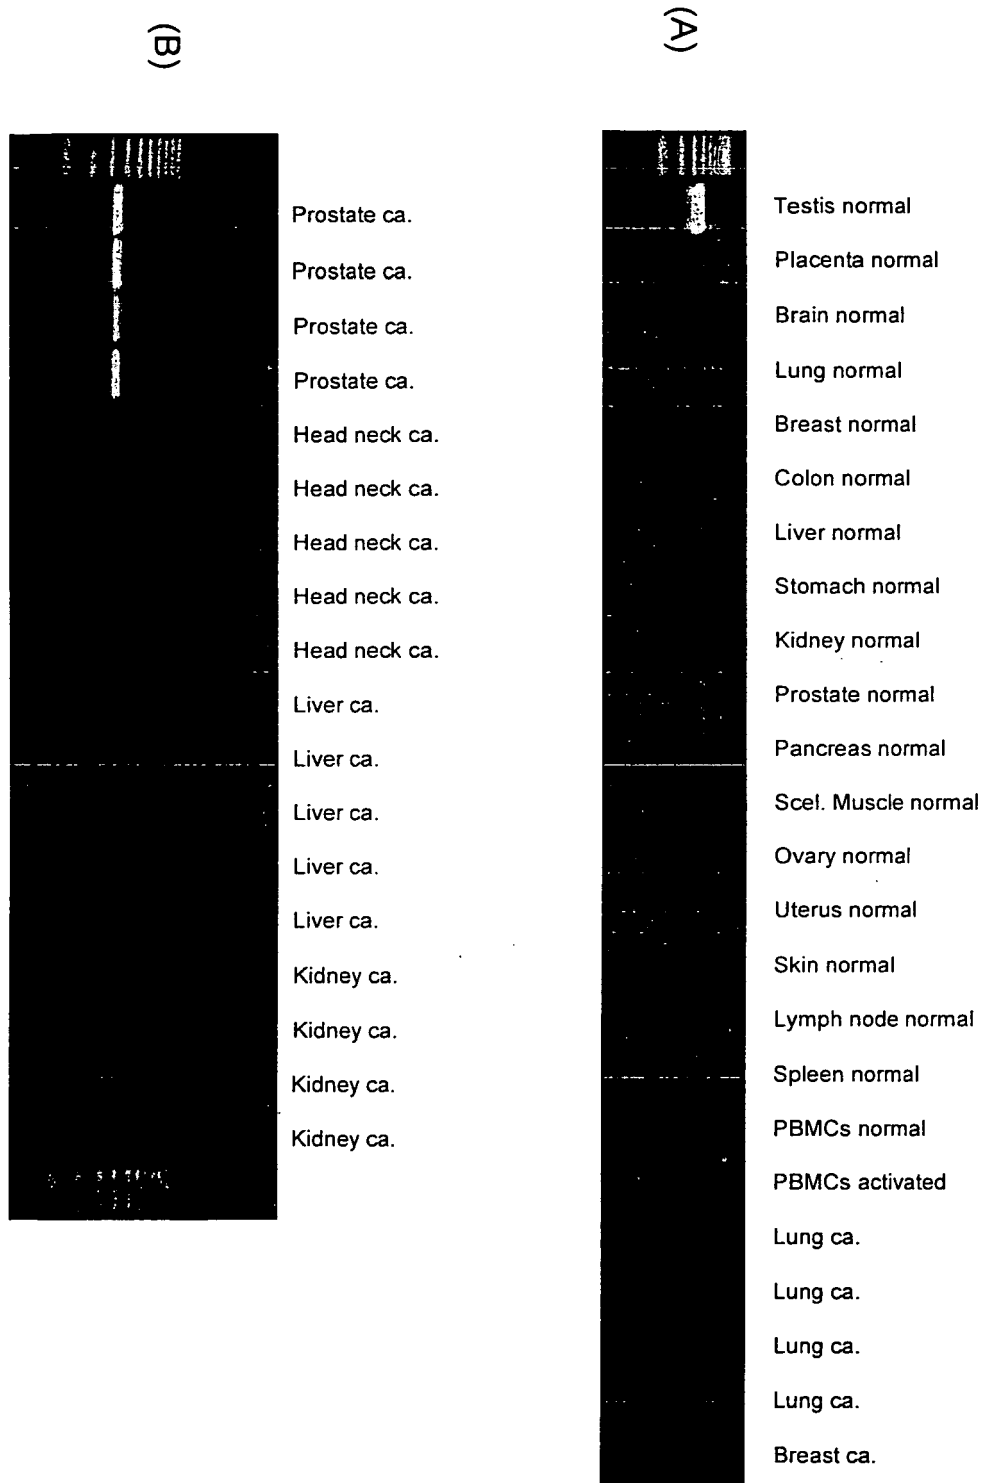 (B)
Prostate ca.
Prostate ca.
Prostate ca.
Prostate ca.
Head neck ca.
Head neck ca.
Head neck ca.
Head neck ca.
Head neck ca.
Liver ca.
Liver ca.
Liver ca.
Liver ca.
Liver ca.
Kidney ca.
Kidney ca.
Kidney ca.
Kidney ca.
(A)
Testis normal
Placenta normal
Brain normal
Lung normal
Breast normal
Colon normal
Liver normal
Stomach normal
Kidney normal
Prostate normal
Pancreas normal
Scel. Muscle normal
Ovary normal
Uterus normal
Skin normal
Lymph node normal
Spleen normal
PBMCs normal
PBMCs activated
Lung ca.
Lung ca.
Lung ca.
Lung ca.
Breast ca.